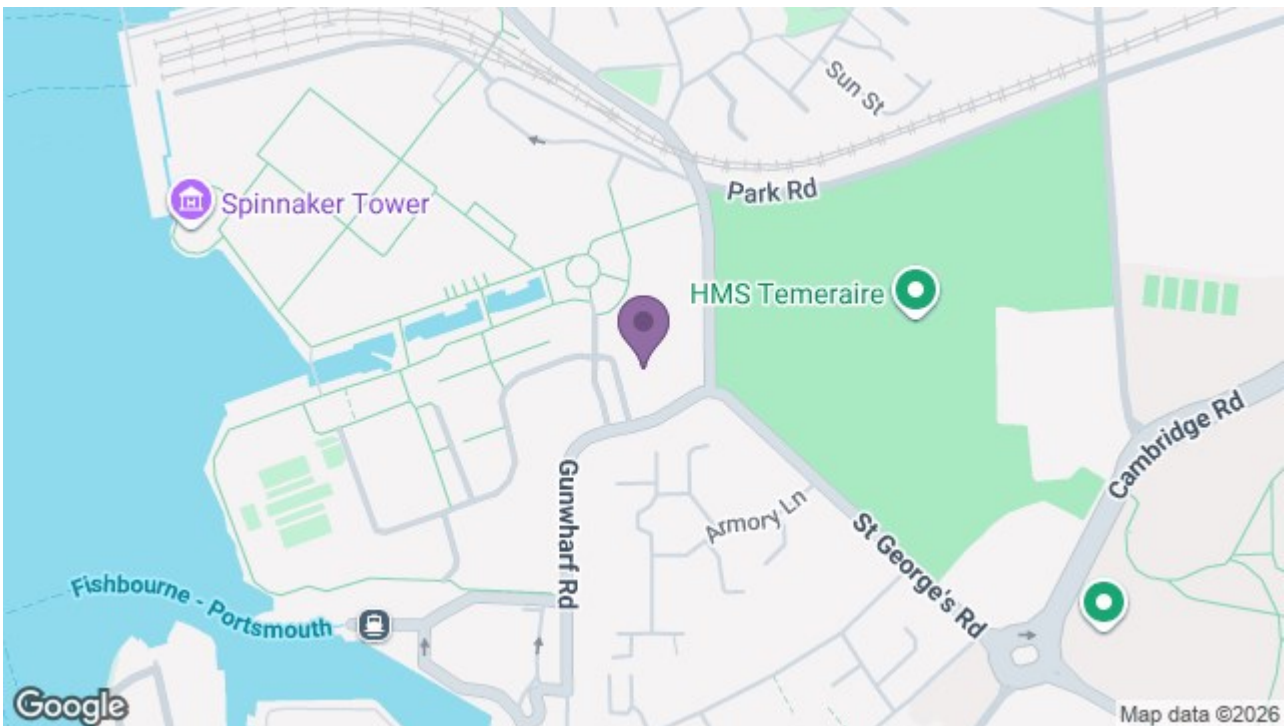 Sun St
Park Rd
Spinnaker Tower
HMS Temeraire
Cambridge Rd
Gunwharf Rd
Armory Ln
St George's Rd
Fishbourne - Portsmouth
Google
Map data ©2026